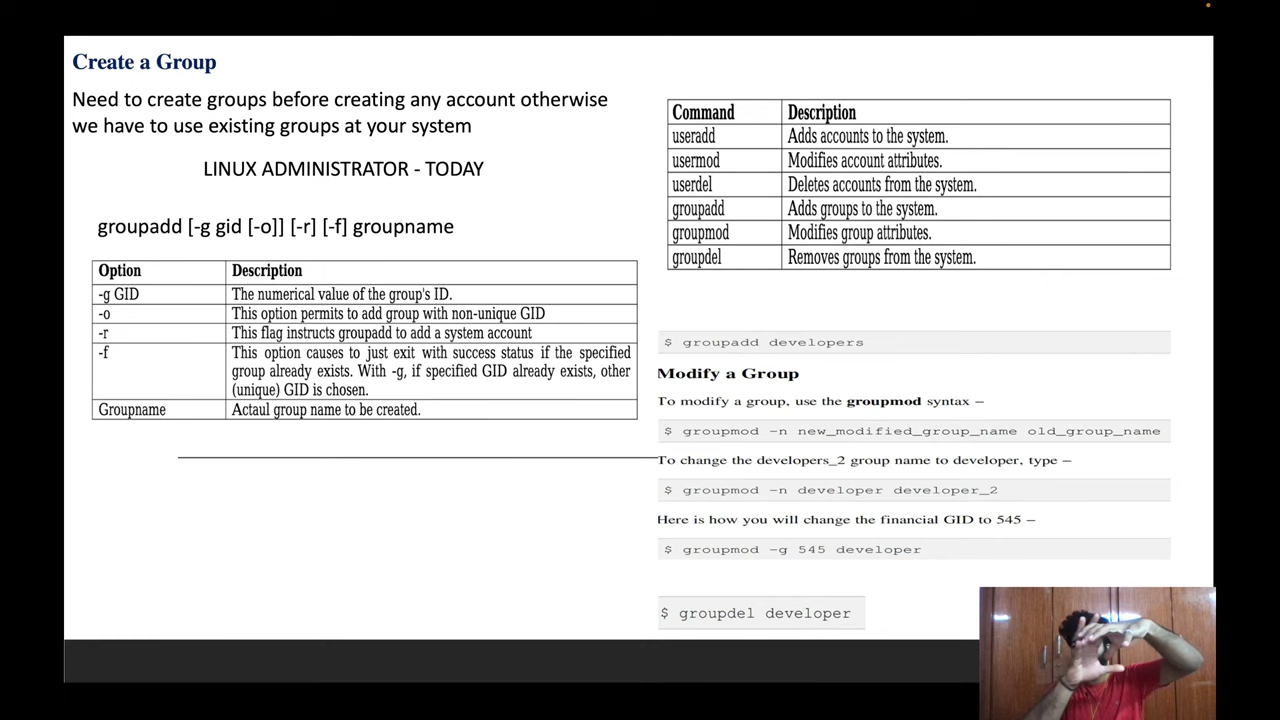 Create a Group
Need to create groups before creating any account otherwise
we have to use existing groups at your system
LINUX ADMINISTRATOR - TODAY
groupadd [-g gid [-o]] [-r] [-f] groupname
Option Description
-g GID The numerical value of the group's ID.
-o This option permits to add group with non-unique GID
-r This flag instructs groupadd to add a system account
-f This option causes to just exit with success status if the specified
group already exists. With -g, if specified GID already exists, other
(unique) GID is chosen.
Groupname Actaul group name to be created.
Command Description
useradd Adds accounts to the system.
usermod Modifies account attributes.
userdel Deletes accounts from the system.
groupadd Adds groups to the system.
groupmod Modifies group attributes.
groupdel Removes groups from the system.
$ groupadd developers
Modify a Group
To modify a group, use the groupmod syntax −
$ groupmod −n new_modified_group_name old_group_name
To change the developers_2 group name to developer, type −
$ groupmod −n developer developer_2
Here is how you will change the financial GID to 545 −
$ groupmod −g 545 developer
$ groupdel developer